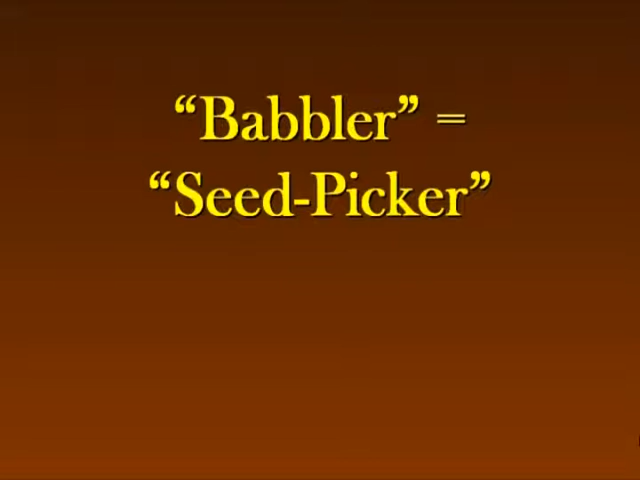 “Babbler” =
“Seed-Picker”